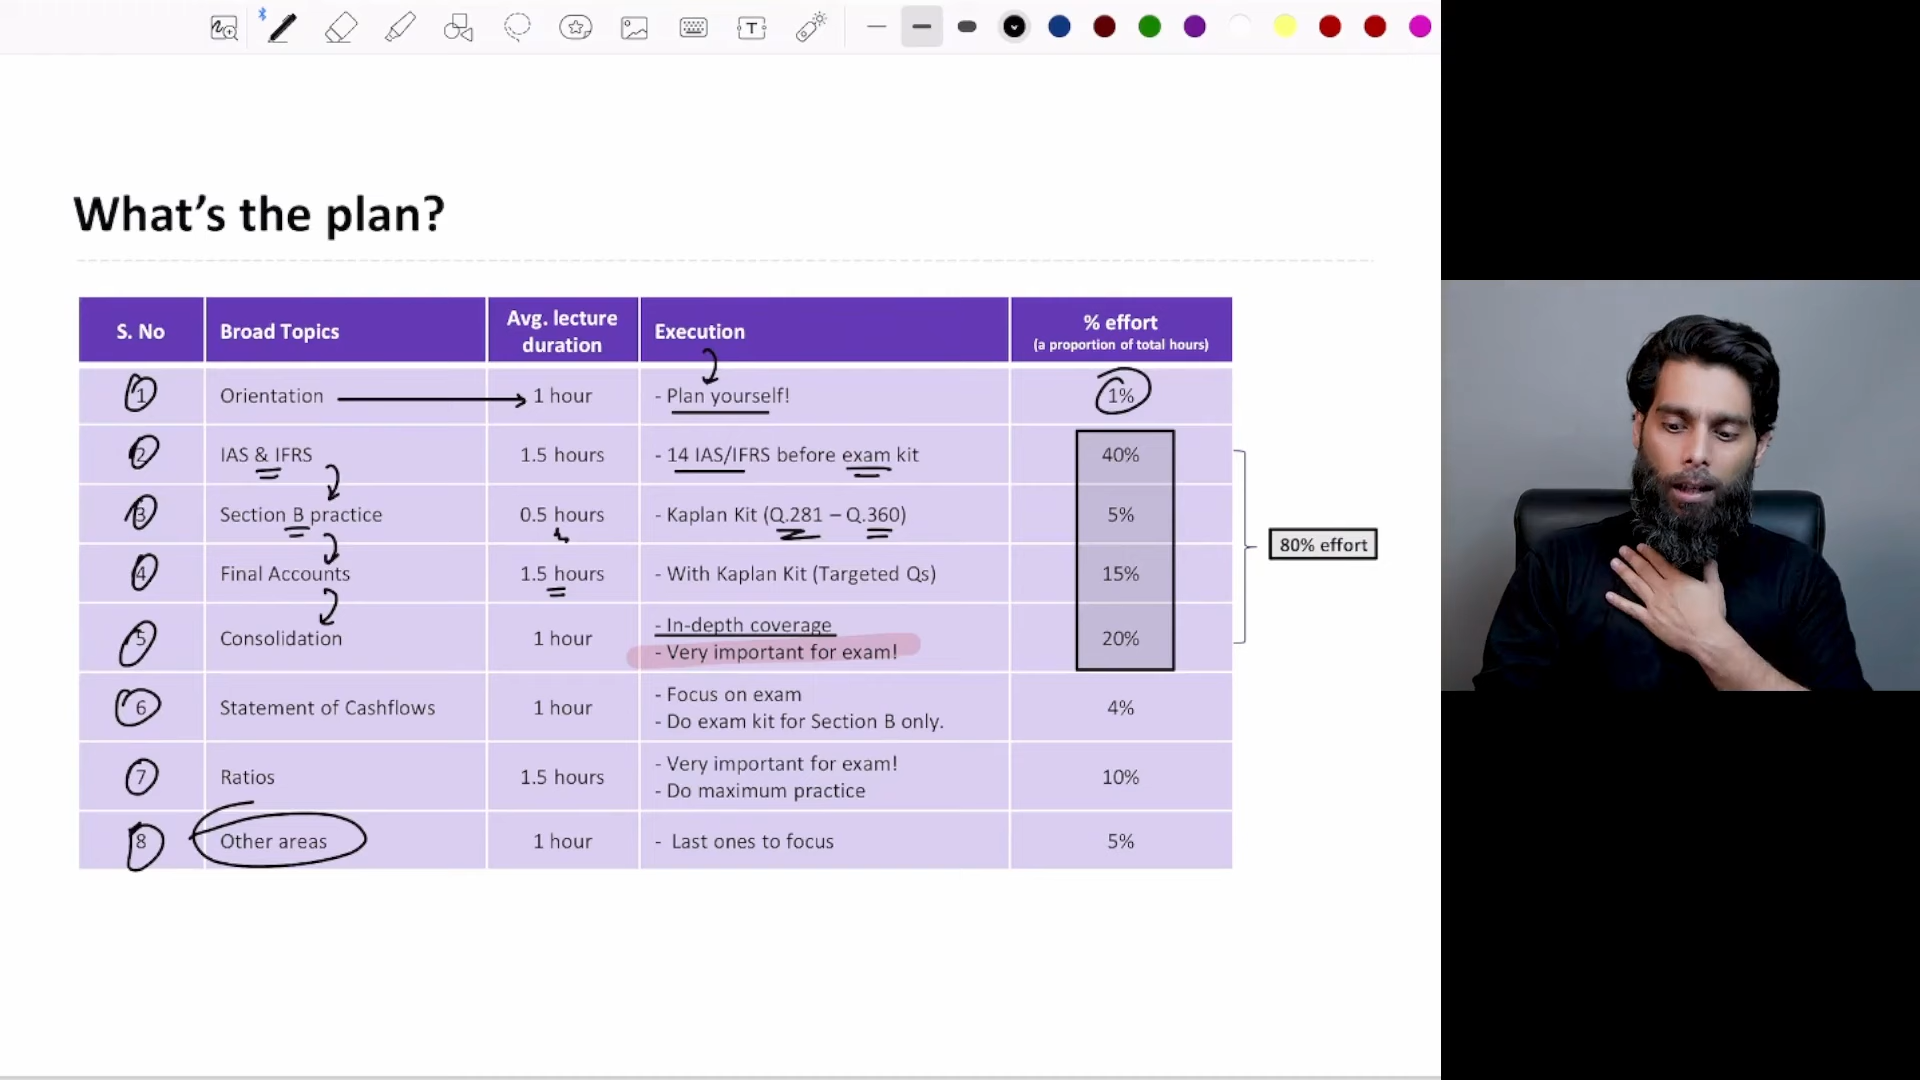 T
What's the plan?
S. No Broad Topics Avg. lecture duration Execution % effort (a proportion of total hours)
1 Orientation 1 hour - Plan yourself! 1%
2 IAS & IFRS 1.5 hours - 14 IAS/IFRS before exam kit 40%
3 Section B practice 0.5 hours - Kaplan Kit (Q.281 – Q.360) 5%
80% effort
4 Final Accounts 1.5 hours - With Kaplan Kit (Targeted Qs) 15%
5 Consolidation 1 hour - In-depth coverage
- Very important for exam! 20%
6 Statement of Cashflows 1 hour - Focus on exam
- Do exam kit for Section B only. 4%
7 Ratios 1.5 hours - Very important for exam!
- Do maximum practice 10%
8 Other areas 1 hour - Last ones to focus 5%